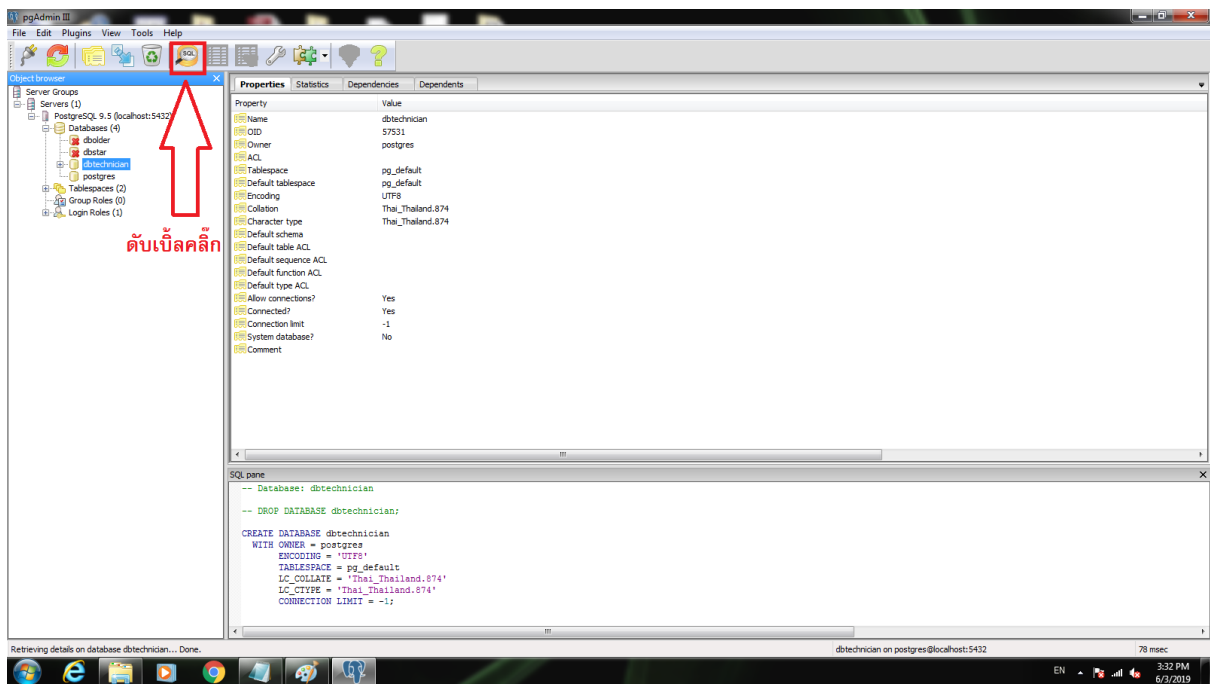 pgAdmin III
File Edit Plugins View Tools Help
SQL
Object browser
Server Groups
Servers (1)
PostgreSQL 9.5 (localhost:5432)
Databases (4)
dbolder
dbstar
dbtechnician
postgres
Tablespaces (2)
Group Roles (0)
Login Roles (1)
ดับเบิ้ลคลิ๊ก
Properties Statistics Dependencies Dependents
Property Value
Name dbtechnician
OID 57531
Owner postgres
ACL
Tablespace pg_default
Default tablespace pg_default
Encoding UTF8
Collation Thai_Thailand.874
Character type Thai_Thailand.874
Default schema
Default table ACL
Default sequence ACL
Default function ACL
Default type ACL
Allow connections? Yes
Connected? Yes
Connection limit -1
System database? No
Comment
SQL pane
-- Database: dbtechnician
-- DROP DATABASE dbtechnician;
CREATE DATABASE dbtechnician
WITH OWNER = postgres
ENCODING = 'UTF8'
TABLESPACE = pg_default
LC_COLLATE = 'Thai_Thailand.874'
LC_CTYPE = 'Thai_Thailand.874'
CONNECTION LIMIT = -1;
Retrieving details on database dbtechnician... Done. dbtechnician on postgres@localhost:5432 78 msec
EN 3:32 PM
6/3/2019